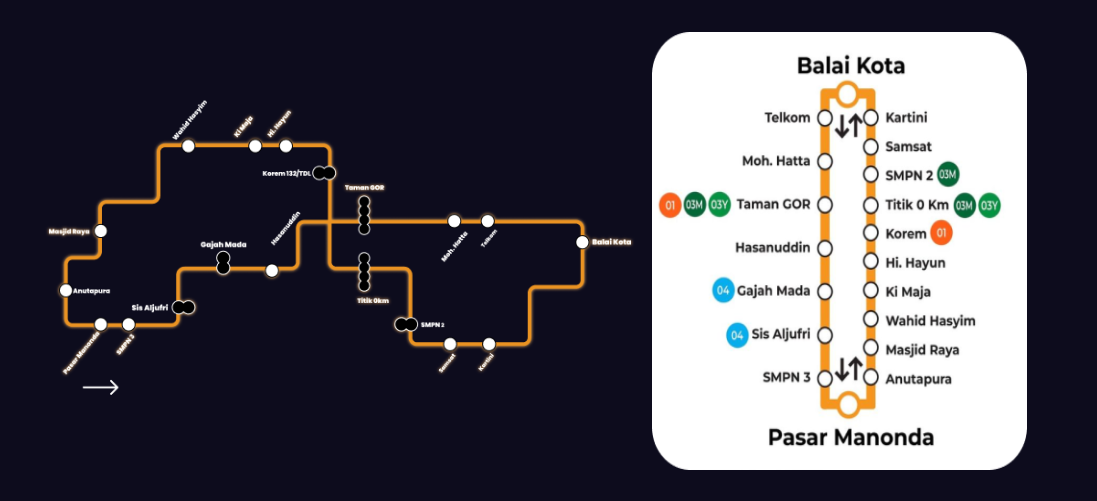 Wahid Hasyim
Ki Maja
Hi. Hayun
Korem 132/TDL
Taman GOR
Masjid Raya
Gajah Mada
Hasanuddin
Moh. Hatta
Telkom
Balai Kota
Anutapura
Sis Aljufri
Titik 0km
Pasar Manonda
SMPN 3
SMPN 2
Samsat
Kartini
Balai Kota
Telkom
Moh. Hatta
01 03M 03Y Taman GOR
Hasanuddin
04 Gajah Mada
04 Sis Aljufri
SMPN 3
Kartini
Samsat
SMPN 2 03M
Titik 0 Km 03M 03Y
Korem 01
Hi. Hayun
Ki Maja
Wahid Hasyim
Masjid Raya
Anutapura
Pasar Manonda